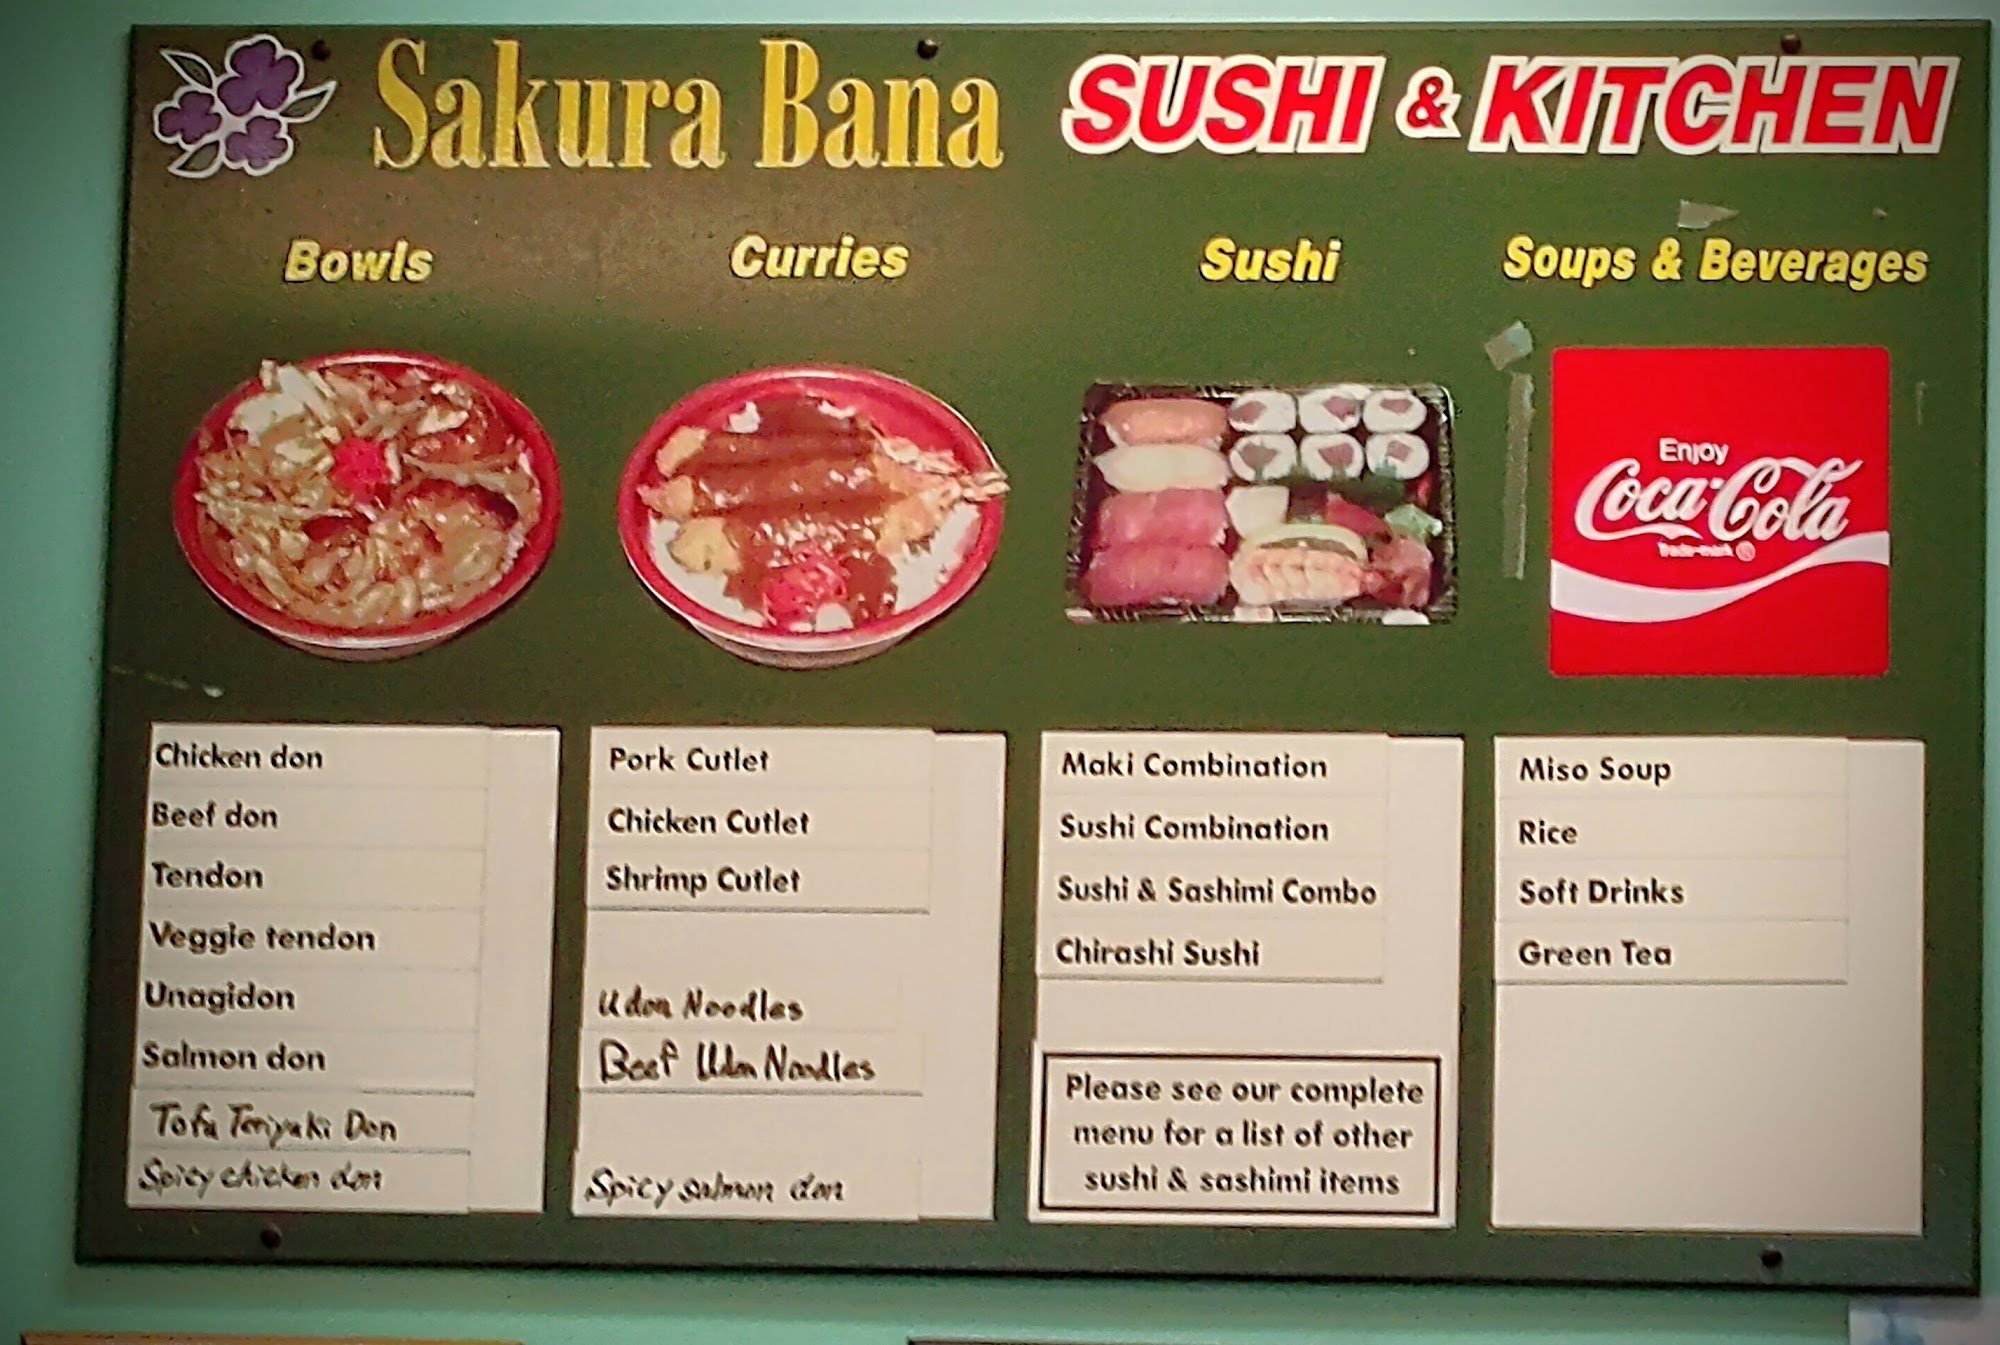 Sakura Bana SUSHI & KITCHEN
Bowls
Chicken don
Beef don
Tendon
Veggie tendon
Unagidon
Salmon don
Tofu Teriyaki Don
Spicy chicken don
Curries
Pork Cutlet
Chicken Cutlet
Shrimp Cutlet
Udon Noodles
Beef Udon Noodles
Spicy salmon don
Sushi
Maki Combination
Sushi Combination
Sushi & Sashimi Combo
Chirashi Sushi
Please see our complete
menu for a list of other
sushi & sashimi items
Soups & Beverages
Enjoy
Coca-Cola
Trade-mark ®
Miso Soup
Rice
Soft Drinks
Green Tea